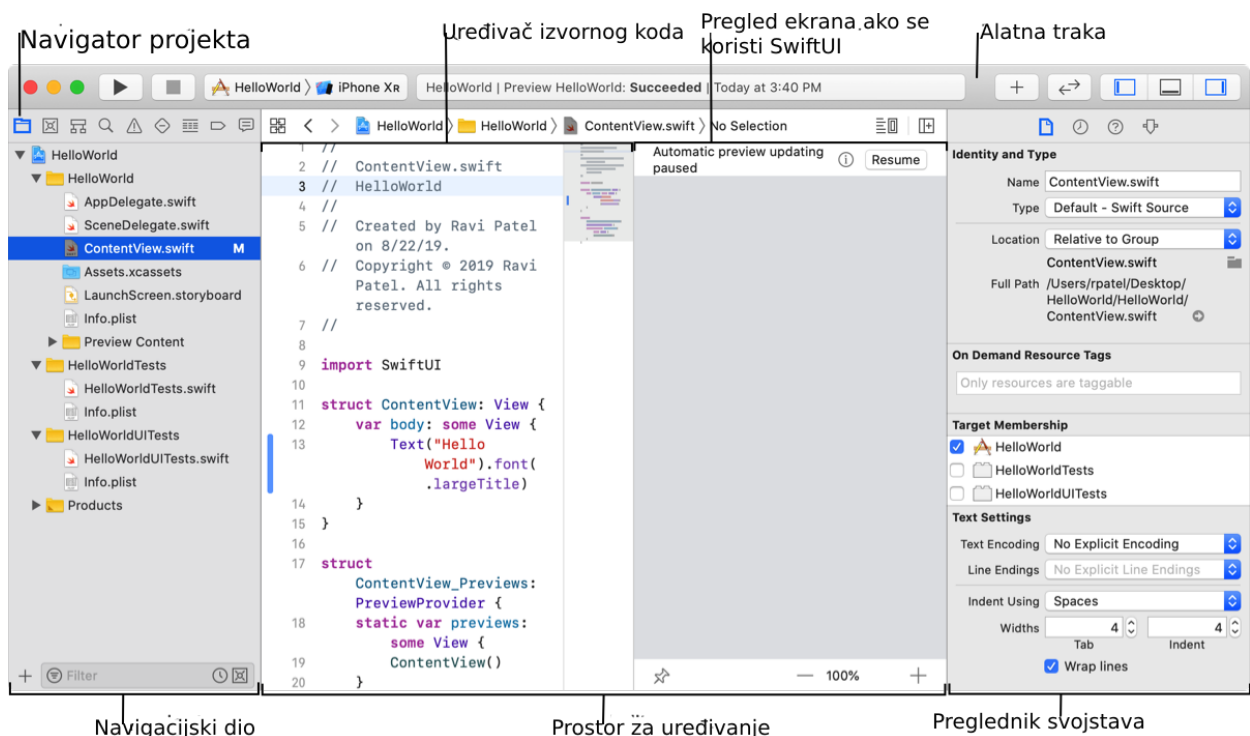 Navigator projekta
Uređivač izvornog koda
Pregled ekrana ako se
koristi SwiftUI
Alatna traka
HelloWorld
iPhone XR
HelloWorld | Preview HelloWorld: Succeeded | Today at 3:40 PM
HelloWorld
HelloWorld
ContentView.swift
No Selection
HelloWorld
HelloWorld
AppDelegate.swift
SceneDelegate.swift
ContentView.swift M
Assets.xcassets
LaunchScreen.storyboard
Info.plist
Preview Content
HelloWorldTests
HelloWorldTests.swift
Info.plist
HelloWorldUITests
HelloWorldUITests.swift
Info.plist
Products
Filter
1 //
2 // ContentView.swift
3 // HelloWorld
4 //
5 // Created by Ravi Patel
on 8/22/19.
6 // Copyright © 2019 Ravi
Patel. All rights
reserved.
7 //
8
9 import SwiftUI
10
11 struct ContentView: View {
12 var body: some View {
13 Text("Hello
World").font(
.largeTitle)
14 }
15 }
16
17 struct
ContentView_Previews:
PreviewProvider {
18 static var previews:
some View {
19 ContentView()
20 }
Automatic preview updating
paused
Resume
100%
Identity and Type
Name ContentView.swift
Type Default - Swift Source
Location Relative to Group
ContentView.swift
Full Path /Users/rpatel/Desktop/
HelloWorld/HelloWorld/
ContentView.swift
On Demand Resource Tags
Only resources are taggable
Target Membership
HelloWorld
HelloWorldTests
HelloWorldUITests
Text Settings
Text Encoding No Explicit Encoding
Line Endings No Explicit Line Endings
Indent Using Spaces
Widths 4 4
Tab Indent
Wrap lines
Navigacijski dio
Prostor za uređivanje
Preglednik svojstava